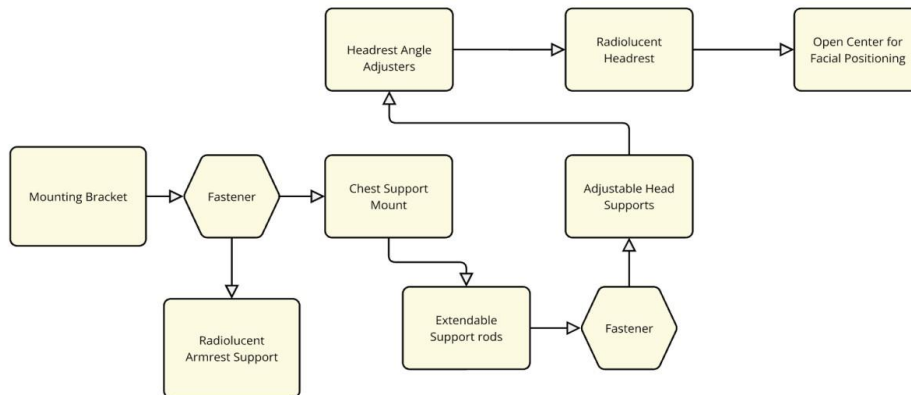 Headrest Angle
Adjusters
Radiolucent
Headrest
Open Center for
Facial Positioning
Mounting Bracket
Fastener
Chest Support
Mount
Adjustable Head
Supports
Radiolucent
Armrest Support
Extendable
Support rods
Fastener